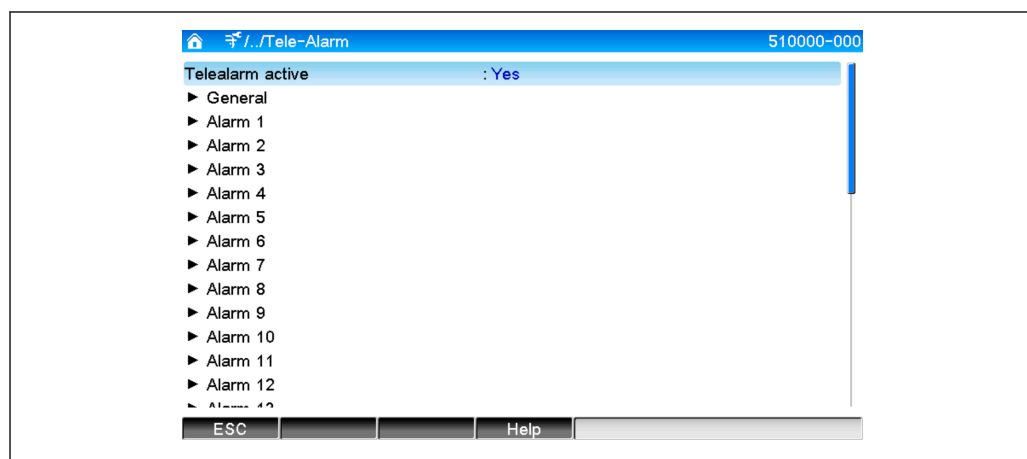 /../Tele-Alarm 510000-000
Telealarm active : Yes
► General
► Alarm 1
► Alarm 2
► Alarm 3
► Alarm 4
► Alarm 5
► Alarm 6
► Alarm 7
► Alarm 8
► Alarm 9
► Alarm 10
► Alarm 11
► Alarm 12
ESC Help